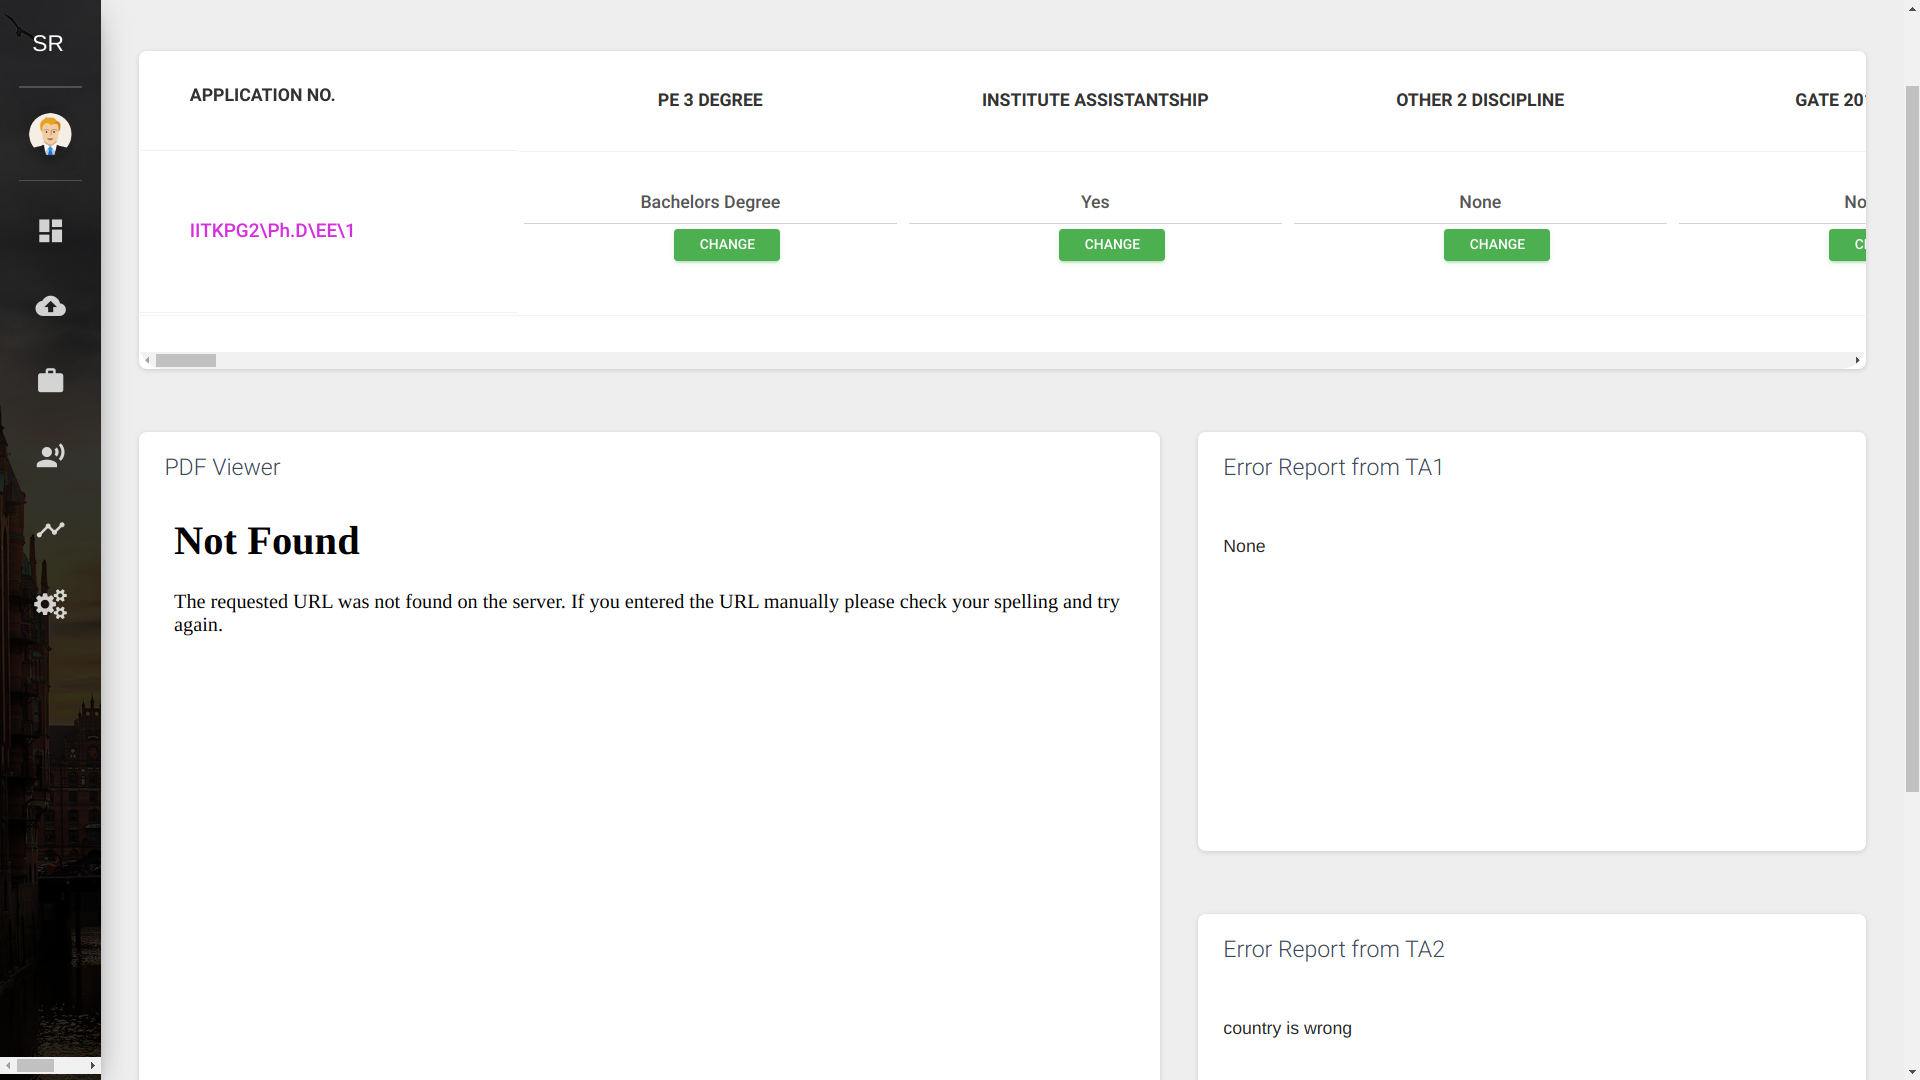 SR
APPLICATION NO.
PE 3 DEGREE
INSTITUTE ASSISTANTSHIP
OTHER 2 DISCIPLINE
GATE 20
IITKPG2\Ph.D\EE\1
Bachelors Degree
Yes
None
No
CHANGE
CHANGE
CHANGE
PDF Viewer
Not Found
The requested URL was not found on the server. If you entered the URL manually please check your spelling and try
again.
Error Report from TA1
None
Error Report from TA2
country is wrong